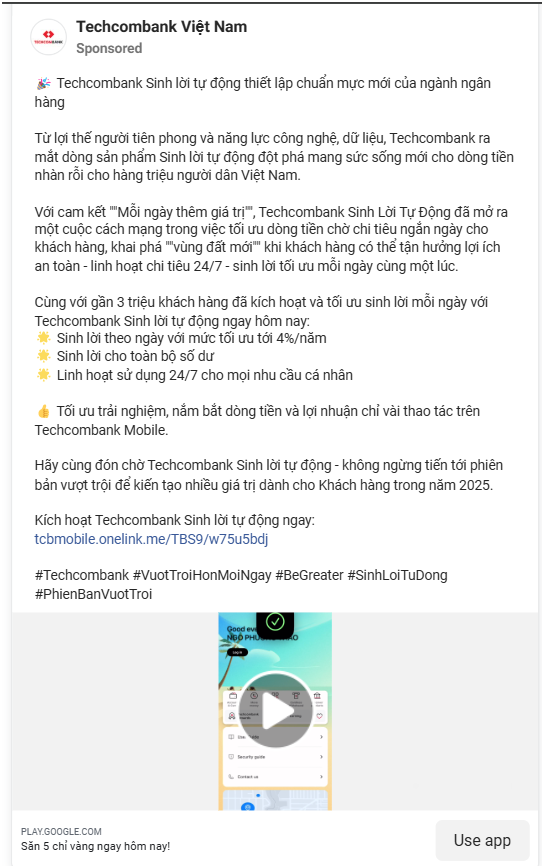 TECHCOMBANK
Techcombank Việt Nam
Sponsored
🎉 Techcombank Sinh lời tự động thiết lập chuẩn mực mới của ngành ngân
hàng
Từ lợi thế người tiên phong và năng lực công nghệ, dữ liệu, Techcombank ra
mắt dòng sản phẩm Sinh lời tự động đột phá mang sức sống mới cho dòng tiền
nhàn rỗi cho hàng triệu người dân Việt Nam.
Với cam kết ""Mỗi ngày thêm giá trị"", Techcombank Sinh Lời Tự Động đã mở ra
một cuộc cách mạng trong việc tối ưu dòng tiền chờ chi tiêu ngắn ngày cho
khách hàng, khai phá ""vùng đất mới"" khi khách hàng có thể tận hưởng lợi ích
an toàn - linh hoạt chi tiêu 24/7 - sinh lời tối ưu mỗi ngày cùng một lúc.
Cùng với gần 3 triệu khách hàng đã kích hoạt và tối ưu sinh lời mỗi ngày với
Techcombank Sinh lời tự động ngay hôm nay:
🌟 Sinh lời theo ngày với mức tối ưu tới 4%/năm
🌟 Sinh lời cho toàn bộ số dư
🌟 Linh hoạt sử dụng 24/7 cho mọi nhu cầu cá nhân
👍 Tối ưu trải nghiệm, nắm bắt dòng tiền và lợi nhuận chỉ vài thao tác trên
Techcombank Mobile.
Hãy cùng đón chờ Techcombank Sinh lời tự động - không ngừng tiến tới phiên
bản vượt trội để kiến tạo nhiều giá trị dành cho Khách hàng trong năm 2025.
Kích hoạt Techcombank Sinh lời tự động ngay:
tcbmobile.onelink.me/TBS9/w75u5bdj
#Techcombank #VuotTroiHonMoiNgay #BeGreater #SinhLoiTuDong
#PhienBanVuotTroi
Good
NGO
Log in
Security guide
Contact us
PLAY.GOOGLE.COM
Săn 5 chỉ vàng ngay hôm nay!
Use app